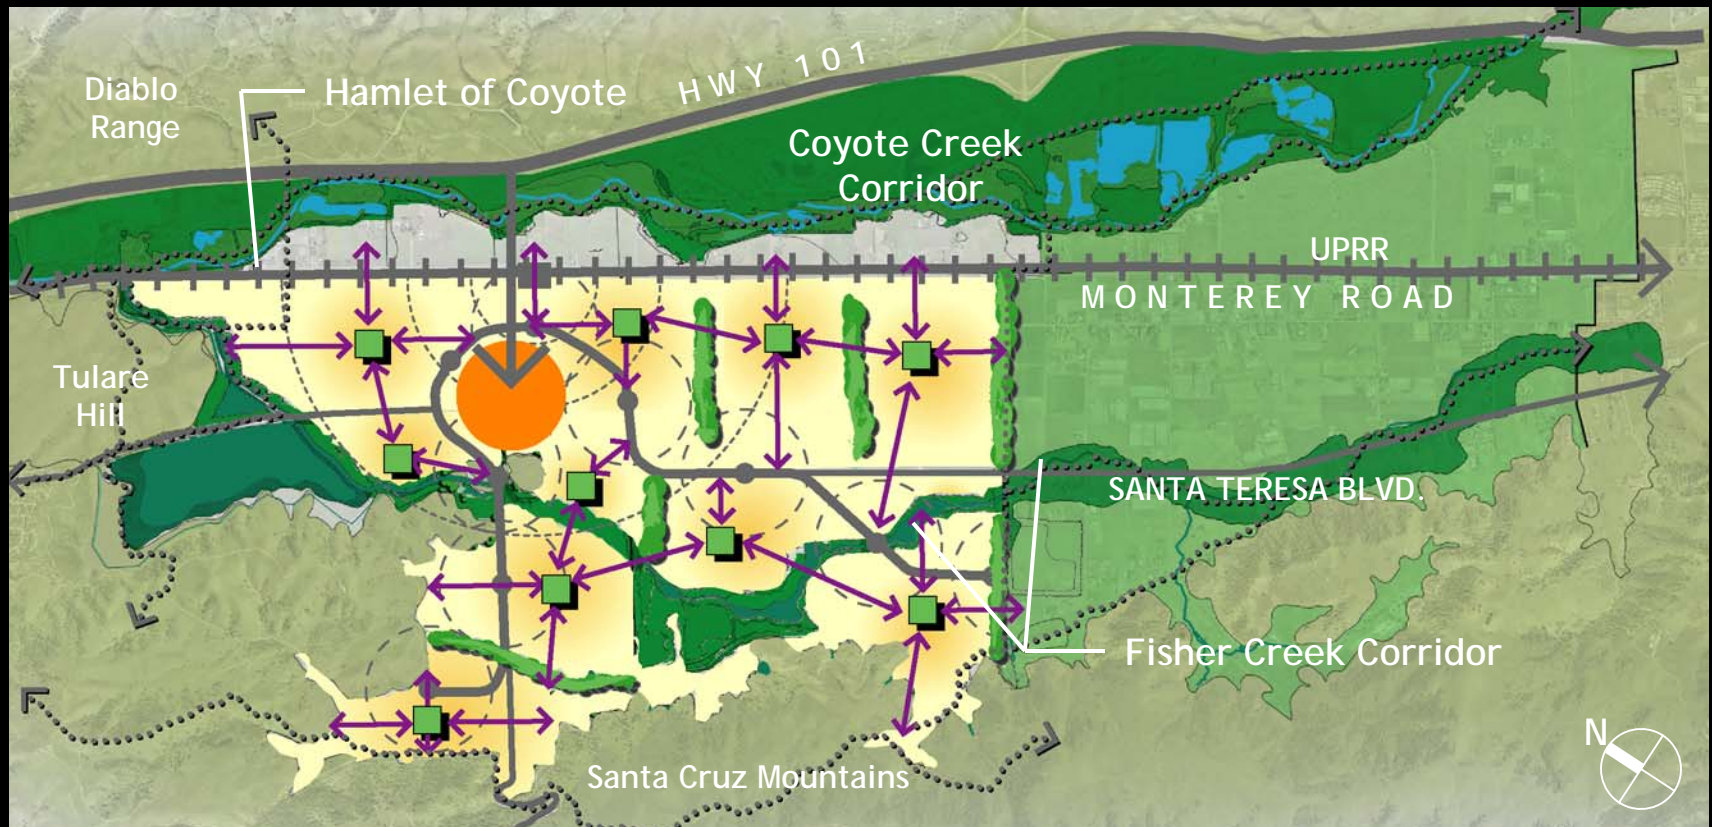 Diablo
Range
Hamlet of Coyote
HWY 101
Coyote Creek
Corridor
UPRR
MONTEREY ROAD
Tulare
Hill
SANTA TERESA BLVD.
Fisher Creek Corridor
N
Santa Cruz Mountains